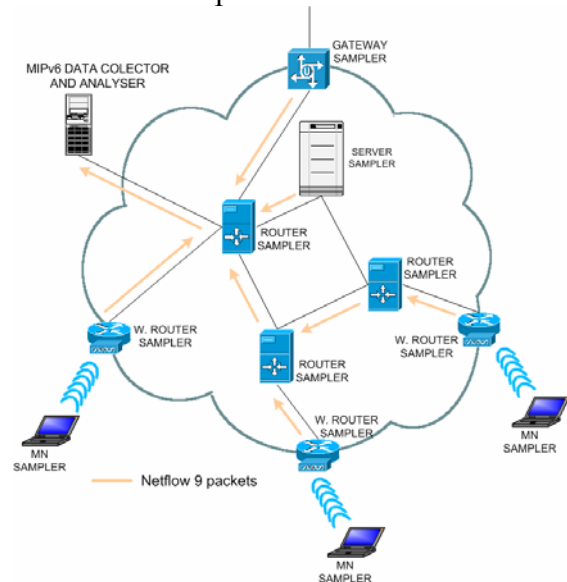 GATEWAY
SAMPLER
MIPv6 DATA COLECTOR
AND ANALYSER
SERVER
SAMPLER
ROUTER
SAMPLER
ROUTER
SAMPLER
W. ROUTER
SAMPLER
W. ROUTER
SAMPLER
ROUTER
SAMPLER
W. ROUTER
SAMPLER
MN
SAMPLER
MN
SAMPLER
Netflow 9 packets
MN
SAMPLER